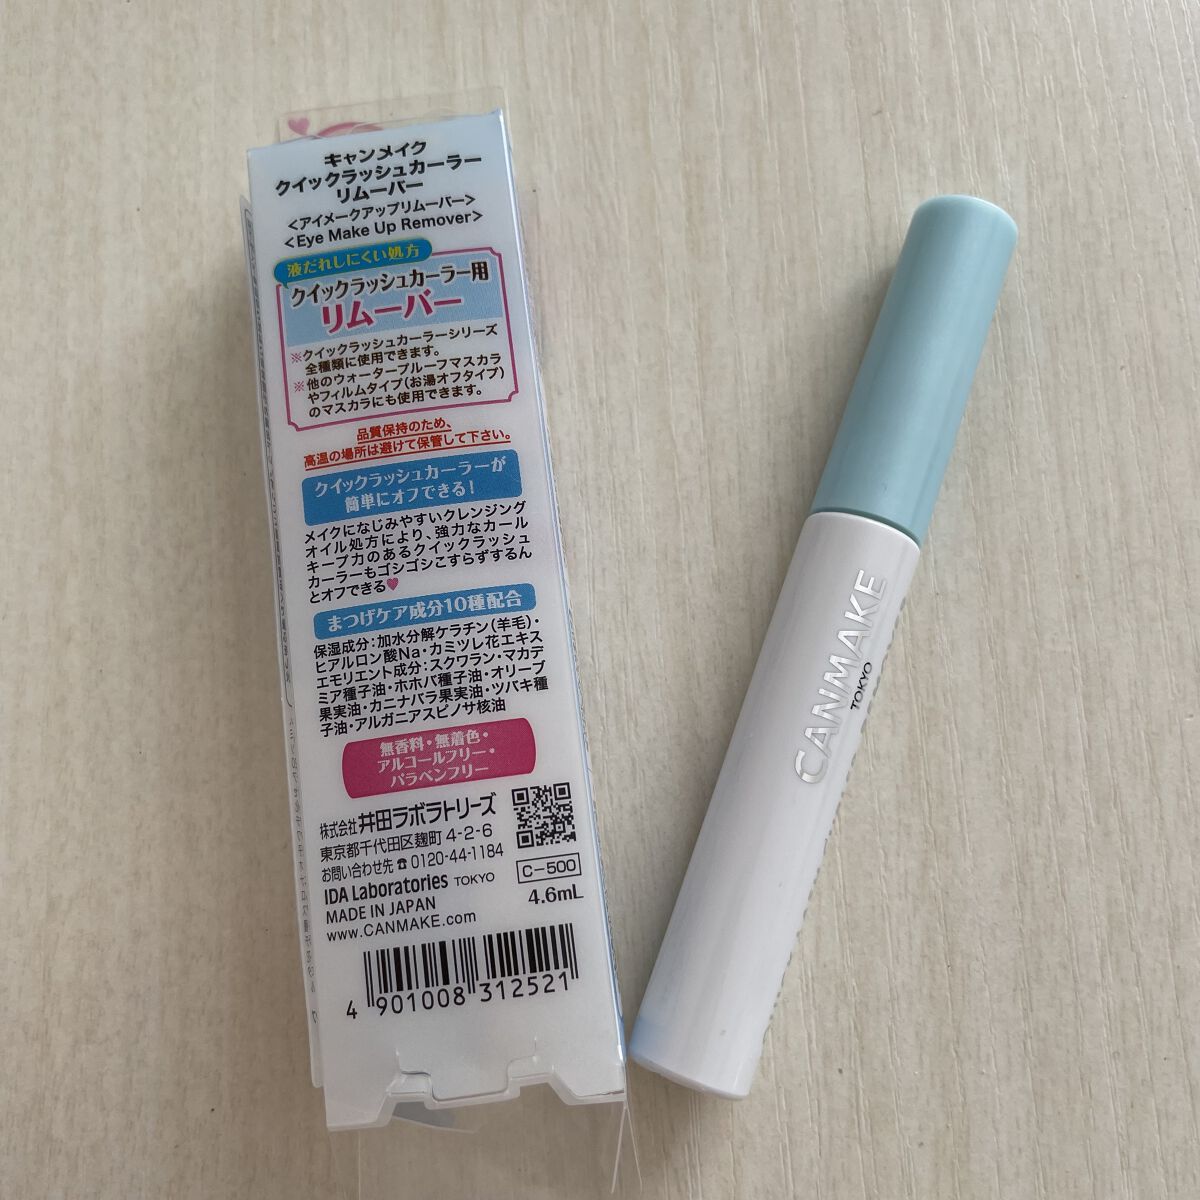 キャンメイク
クイックラッシュカーラー
リムーバー
<アイメークアップリムーバー>
<Eye Make Up Remover>
液だれしにくい処方
クイックラッシュカーラー用
リムーバー
※クイックラッシュカーラーシリーズ
全種類に使用できます。
※他のウォータープルーフマスカラ
やフィルムタイプ(お湯オフタイプ)
のマスカラにも使用できます。
品質保持のため、
高温の場所は避けて保管して下さい。
クイックラッシュカーラーが
簡単にオフできる!
メイクになじみやすいクレンジング
オイル処方により、強力なカール
キープ力のあるクイックラッシュ
カーラーもゴシゴシこすらずするん
とオフできる♥
まつげケア成分10種配合
保湿成分:加水分解ケラチン(羊毛)・
ヒアルロン酸Na・カミツレ花エキス
エモリエント成分:スクワラン・マカデ
ミア種子油・ホホバ種子油・オリーブ
果実油・カニナバラ果実油・ツバキ種
子油・アルガニアスピノサ核油
無香料・無着色・
アルコールフリー・
パラベンフリー
株式会社 井田ラボラトリーズ
東京都千代田区麹町4-2-6
お問い合わせ先☎0120-44-1184
IDA Laboratories TOKYO
MADE IN JAPAN
www.CANMAKE.com
C-500
4.6mL
4 901008 312521
CANMAKE
TOKYO